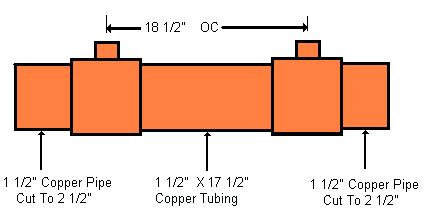 18 1/2" OC
1 1/2" Copper Pipe
Cut To 2 1/2"
1 1/2" X 17 1/2"
Copper Tubing
1 1/2" Copper Pipe
Cut To 2 1/2"